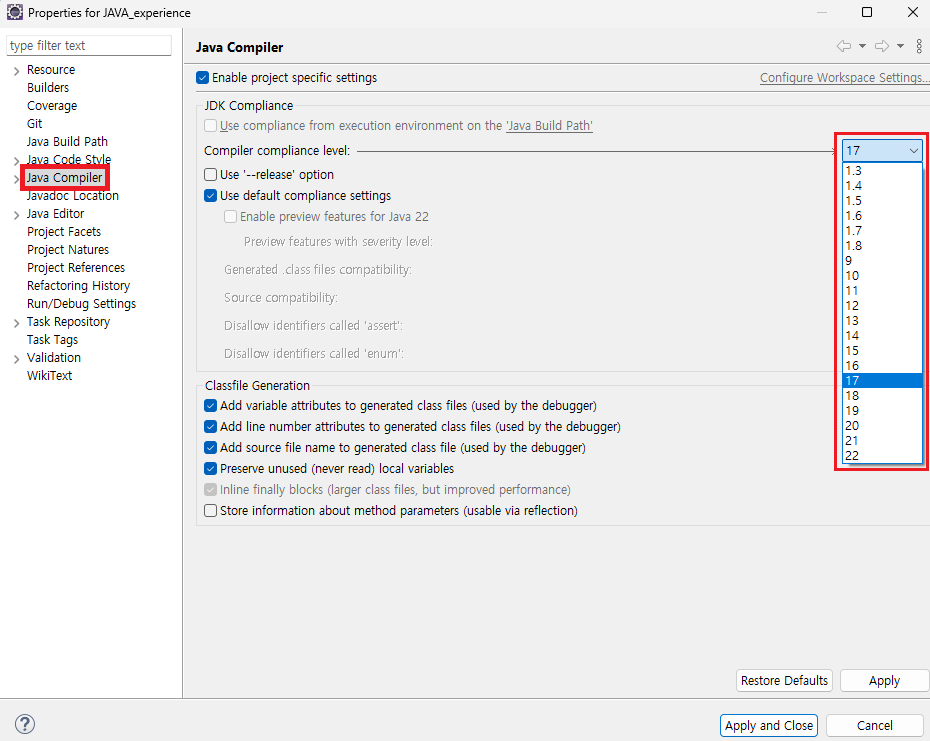 Properties for JAVA_experience
type filter text
Resource
Builders
Coverage
Git
Java Build Path
Java Code Style
Java Compiler
Javadoc Location
Java Editor
Project Facets
Project Natures
Project References
Refactoring History
Run/Debug Settings
Task Repository
Task Tags
Validation
WikiText
Java Compiler
Enable project specific settings
Configure Workspace Settings...
JDK Compliance
Use compliance from execution environment on the 'Java Build Path'
Compiler compliance level:
17
1.3
1.4
1.5
1.6
1.7
1.8
9
10
11
12
13
14
15
16
17
18
19
20
21
22
Use '--release' option
Use default compliance settings
Enable preview features for Java 22
Preview features with severity level:
Generated .class files compatibility:
Source compatibility:
Disallow identifiers called 'assert':
Disallow identifiers called 'enum':
Classfile Generation
Add variable attributes to generated class files (used by the debugger)
Add line number attributes to generated class files (used by the debugger)
Add source file name to generated class file (used by the debugger)
Preserve unused (never read) local variables
Inline finally blocks (larger class files, but improved performance)
Store information about method parameters (usable via reflection)
Restore Defaults
Apply
?
Apply and Close
Cancel